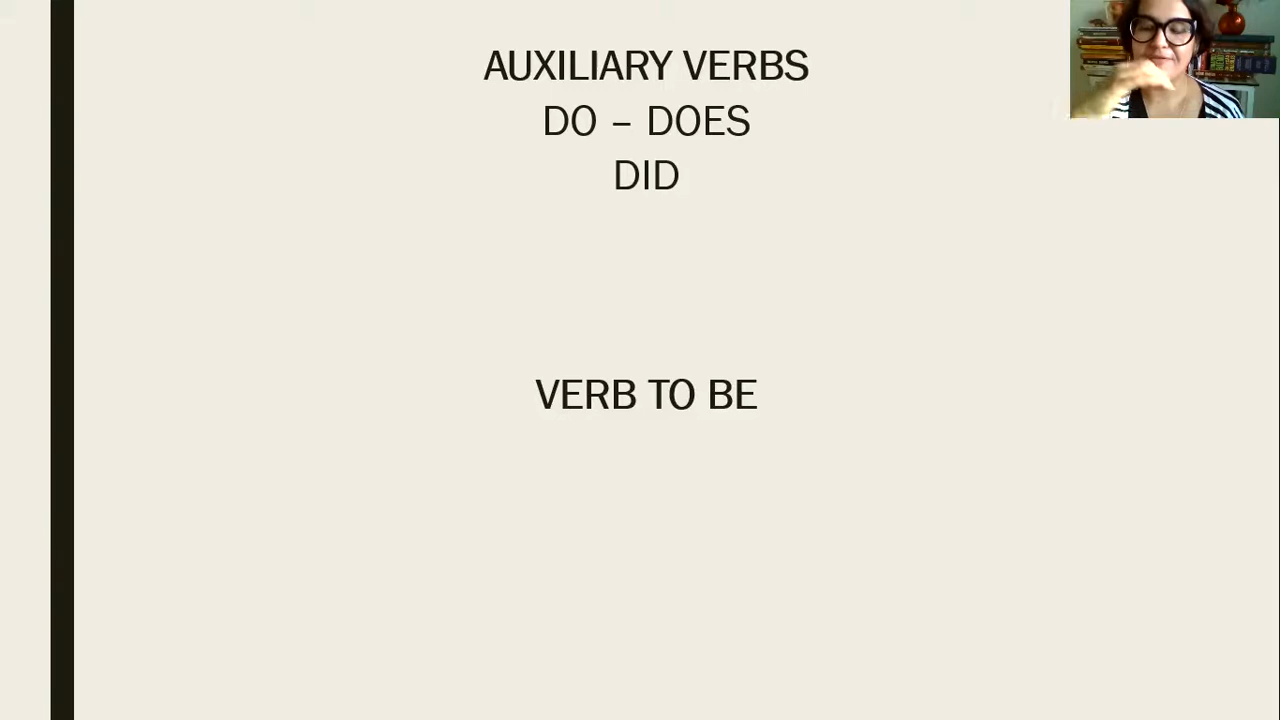 AUXILIARY VERBS
DO – DOES
DID
VERB TO BE